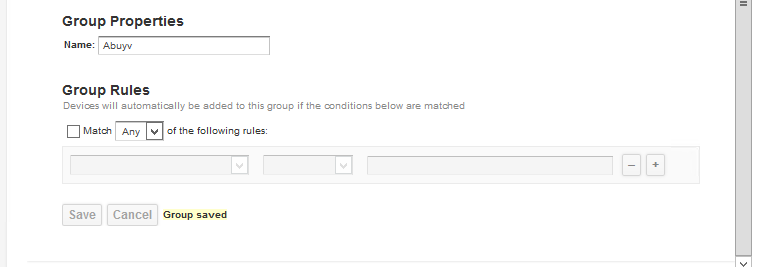 Group Properties
Name: Abuyv
Group Rules
Devices will automatically be added to this group if the conditions below are matched
Match Any of the following rules:
– +
Save Cancel Group saved